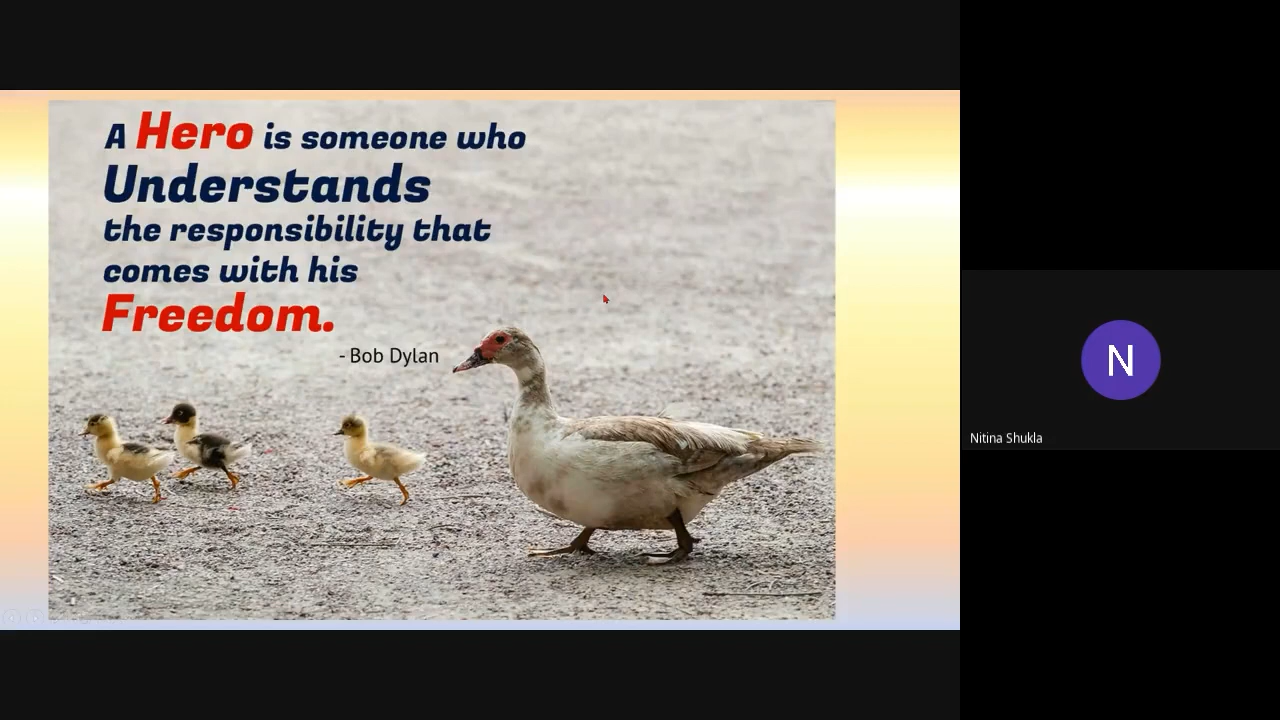 A Hero is someone who
Understands
the responsibility that
comes with his
Freedom.
- Bob Dylan
N
Nitina Shukla